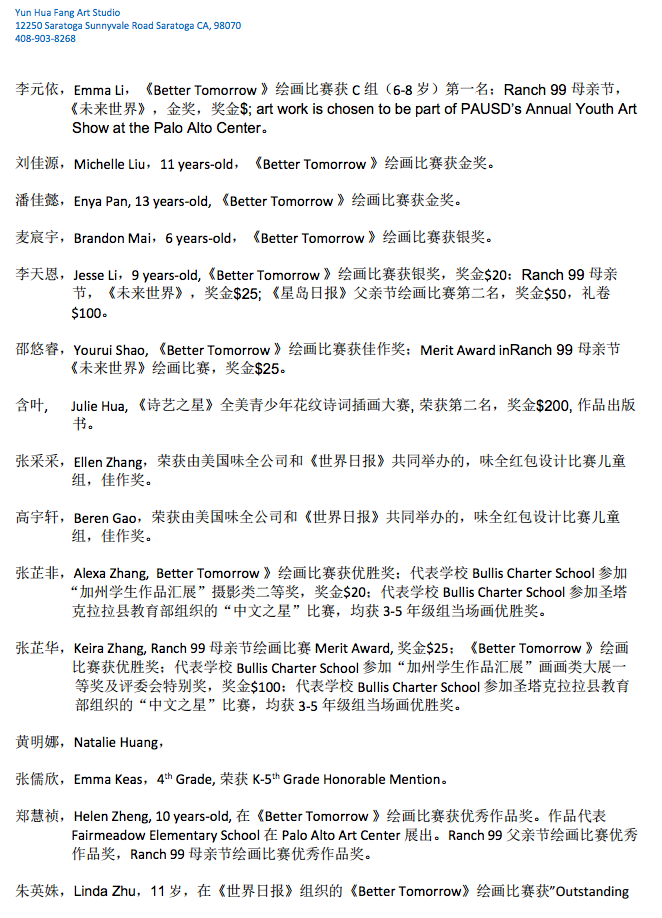 Yun Hua Fang Art Studio
12250 Saratoga Sunnyvale Road Saratoga CA, 98070
408-903-8268
李元依，Emma Li，《Better Tomorrow 》绘画比赛获 C 组（6-8 岁）第一名；Ranch 99 母亲节，
《未来世界》，金奖，奖金$; art work is chosen to be part of PAUSD’s Annual Youth Art
Show at the Palo Alto Center。
刘佳源，Michelle Liu，11 years-old，《Better Tomorrow 》绘画比赛获金奖。
潘佳懿，Enya Pan, 13 years-old, 《Better Tomorrow 》绘画比赛获金奖。
麦宸宇，Brandon Mai，6 years-old，《Better Tomorrow 》绘画比赛获银奖。
李天恩，Jesse Li，9 years-old,《Better Tomorrow 》绘画比赛获银奖，奖金$20；Ranch 99 母亲
节，《未来世界》，奖金$25; 《星岛日报》父亲节绘画比赛第二名，奖金$50，礼卷
$100。
邵悠睿，Yourui Shao, 《Better Tomorrow 》绘画比赛获佳作奖；Merit Award inRanch 99 母亲节
《未来世界》绘画比赛，奖金$25。
含叶, Julie Hua, 《诗艺之星》全美青少年花纹诗词插画大赛, 荣获第二名，奖金$200, 作品出版
书。
张采采，Ellen Zhang，荣获由美国味全公司和《世界日报》共同举办的，味全红包设计比赛儿童
组，佳作奖。
高宇轩，Beren Gao，荣获由美国味全公司和《世界日报》共同举办的，味全红包设计比赛儿童
组，佳作奖。
张芷非，Alexa Zhang, Better Tomorrow 》绘画比赛获优胜奖；代表学校 Bullis Charter School 参加
“加州学生作品汇展”摄影类二等奖，奖金$20；代表学校 Bullis Charter School 参加圣塔
克拉拉县教育部组织的“中文之星”比赛，均获 3-5 年级组当场画优胜奖。
张芷华，Keira Zhang, Ranch 99 母亲节绘画比赛 Merit Award, 奖金$25；《Better Tomorrow 》绘画
比赛获优胜奖；代表学校 Bullis Charter School 参加“加州学生作品汇展”画画类大展一
等奖及评委会特别奖，奖金$100；代表学校 Bullis Charter School 参加圣塔克拉拉县教育
部组织的“中文之星”比赛，均获 3-5 年级组当场画优胜奖。
黄明娜，Natalie Huang，
张儒欣，Emma Keas，4th Grade, 荣获 K-5th Grade Honorable Mention。
郑慧祯，Helen Zheng, 10 years-old, 在《Better Tomorrow 》绘画比赛获优秀作品奖。作品代表
Fairmeadow Elementary School 在 Palo Alto Art Center 展出。Ranch 99 父亲节绘画比赛优秀
作品奖，Ranch 99 母亲节绘画比赛优秀作品奖。
朱英姝，Linda Zhu，11 岁，在《世界日报》组织的《Better Tomorrow》绘画比赛获”Outstanding